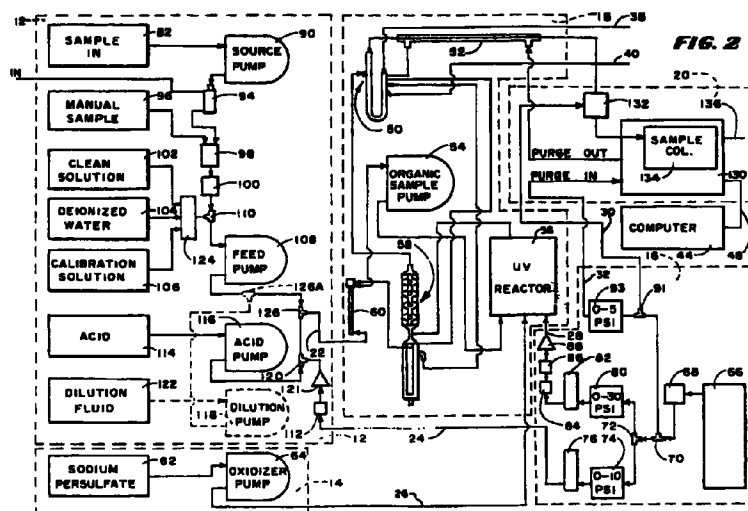 FIG. 2
12
SAMPLE IN
82
90
SOURCE PUMP
IN
MANUAL SAMPLE
96
94
98
CLEAN SOLUTION
102
100
DEIONIZED WATER
104
110
124
CALIBRATION SOLUTION
106
108
FEED PUMP
126A
126
ACID
114
116
ACID PUMP
22
120
121
DILUTION FLUID
122
118
DILUTION PUMP
112
12
SODIUM PERSULFATE
62
64
OXIDIZER PUMP
14
18
38
92
40
50
54
ORGANIC SAMPLE PUMP
58
60
56
UV REACTOR
28
24
26
20
136
132
SAMPLE COL.
134
PURGE OUT
PURGE IN
130
30
COMPUTER
44
48
16
32
93
0-5 PSI
91
88
86
82
80
0-30 PSI
84
72
70
68
66
76
74
0-10 PSI